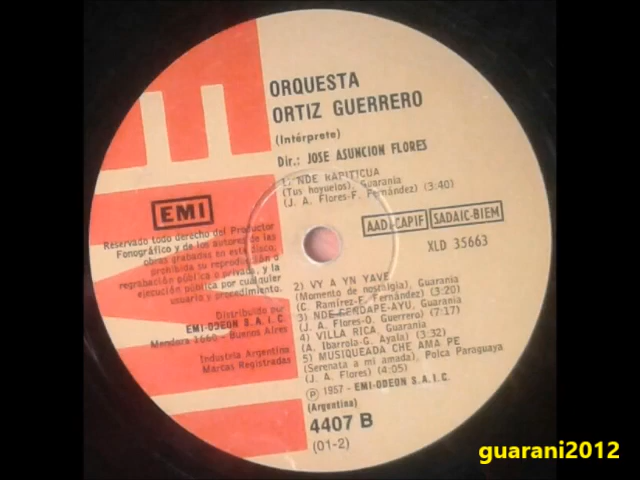 ORQUESTA
ORTIZ GUERRERO
(Intérprete)
Dir.: JOSE ASUNCION FLORES
1. NDE RAPITICUA
(Tus hoyuelos), Guarania
(J. A. Flores-F. Fernández) (3:40)
EMI
AADI-CAPIF SADAIC-BIEM
XLD 35663
Reservado todo derecho del Productor
Fonográfico y de los autores de las
obras grabadas en este disco;
prohibida su reproducción o
regrabación pública o privada, y la
ejecución pública por cualquier
usuario y procedimiento.
Distribuido por
EMI-ODEON S. A. I. C.
Mendoza 1660 - Buenos Aires
Industria Argentina
Marcas Registradas
2) VY A YN YAVE
(Momento de nostalgia), Guarania
(C. Ramírez-F. Fernández) (3:20)
3) NDE RENDAPE-AYU, Guarania
(J. A. Flores-O. Guerrero) (7:17)
4) VILLA RICA, Guarania
(A. Ibarrola-G. Ayala) (3:32)
5) MUSIQUEADA CHE AMA PE
(Serenata a mi amada), Polca Paraguaya
(J. A. Flores) (4:05)
Ⓟ 1957 - EMI-ODEON S. A. I. C.
(Argentina)
4407 B
(01-2)
guarani2012